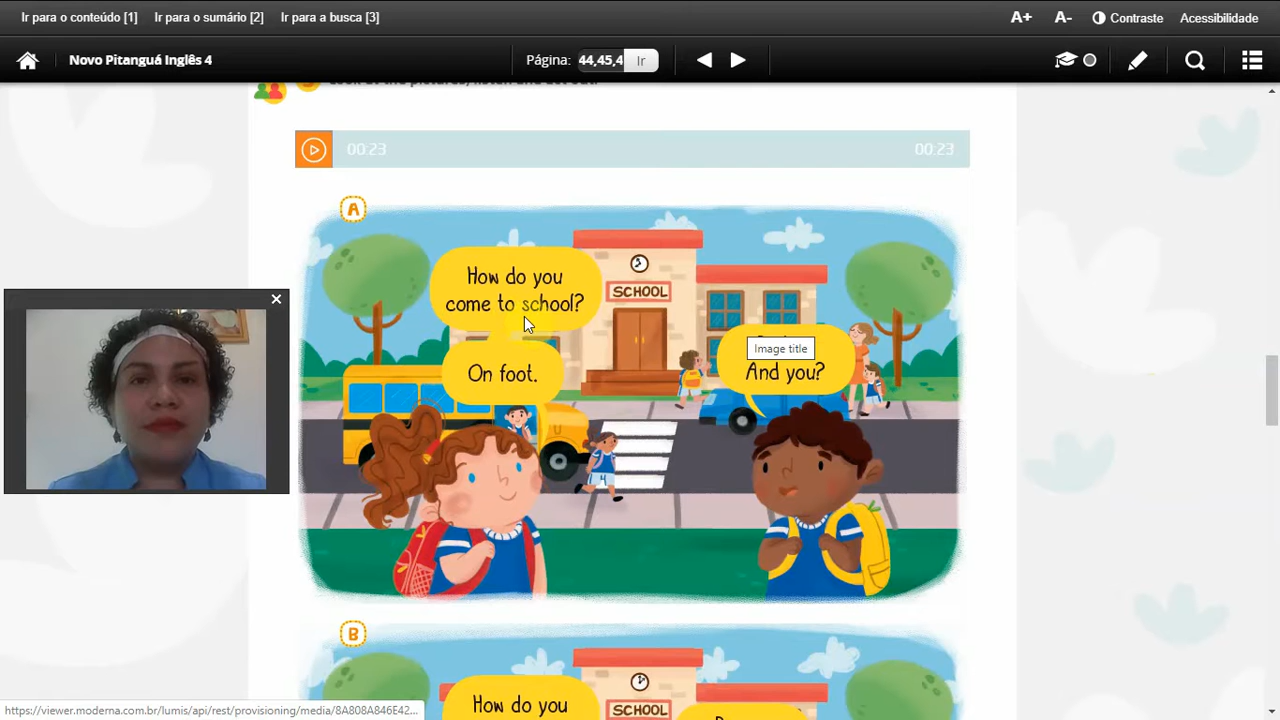 Ir para o conteúdo [1] Ir para o sumário [2] Ir para a busca [3] A+ A- Contraste Acessibilidade
Novo Pitanguá Inglês 4 Página: 44,45,4 Ir
00:23 00:23
A
How do you
come to school?
SCHOOL
Image title
And you?
On foot.
4
B
How do you
SCHOOL
https://viewer.moderna.com.br/lumis/api/rest/provisioning/media/8A808A846E42...